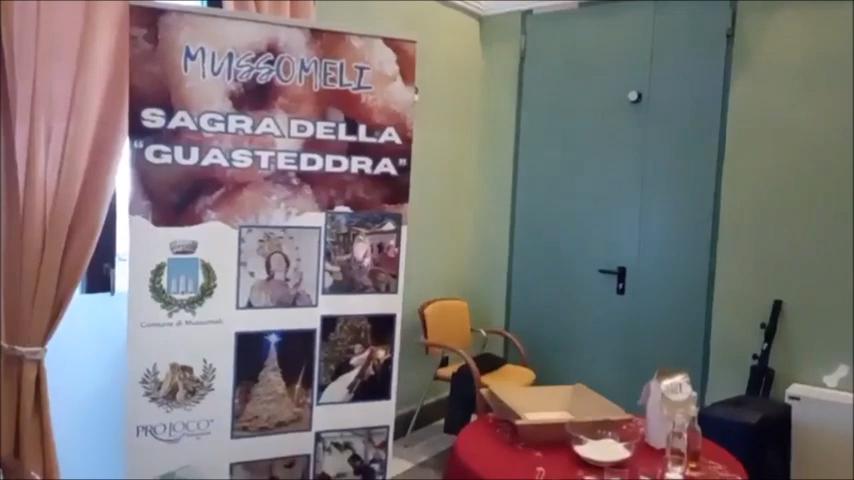 MUSSOMELI
SAGRA DELLA
"GUASTEDDRA"
Comune di Mussomeli
PRO LOCO